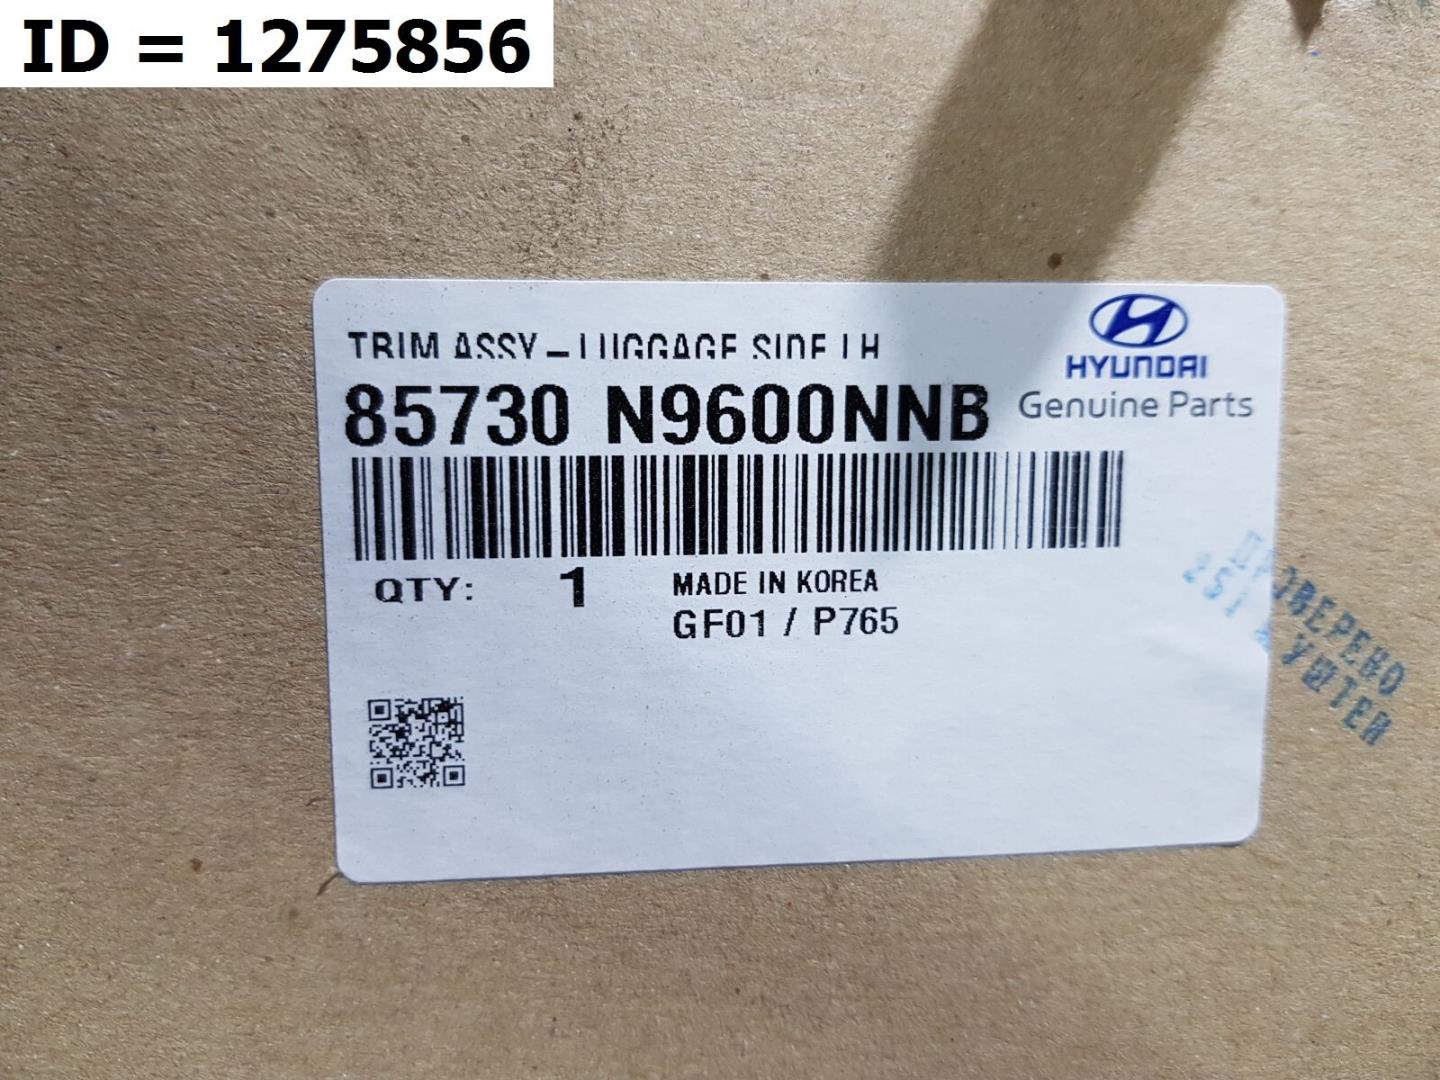 ID = 1275856
TRIM ASSY - LUGGAGE SIDE LH
HYUNDAI
Genuine Parts
85730 N9600NNB
QTY: 1 MADE IN KOREA
GF01 / P765
ПРОВЕРЕНО